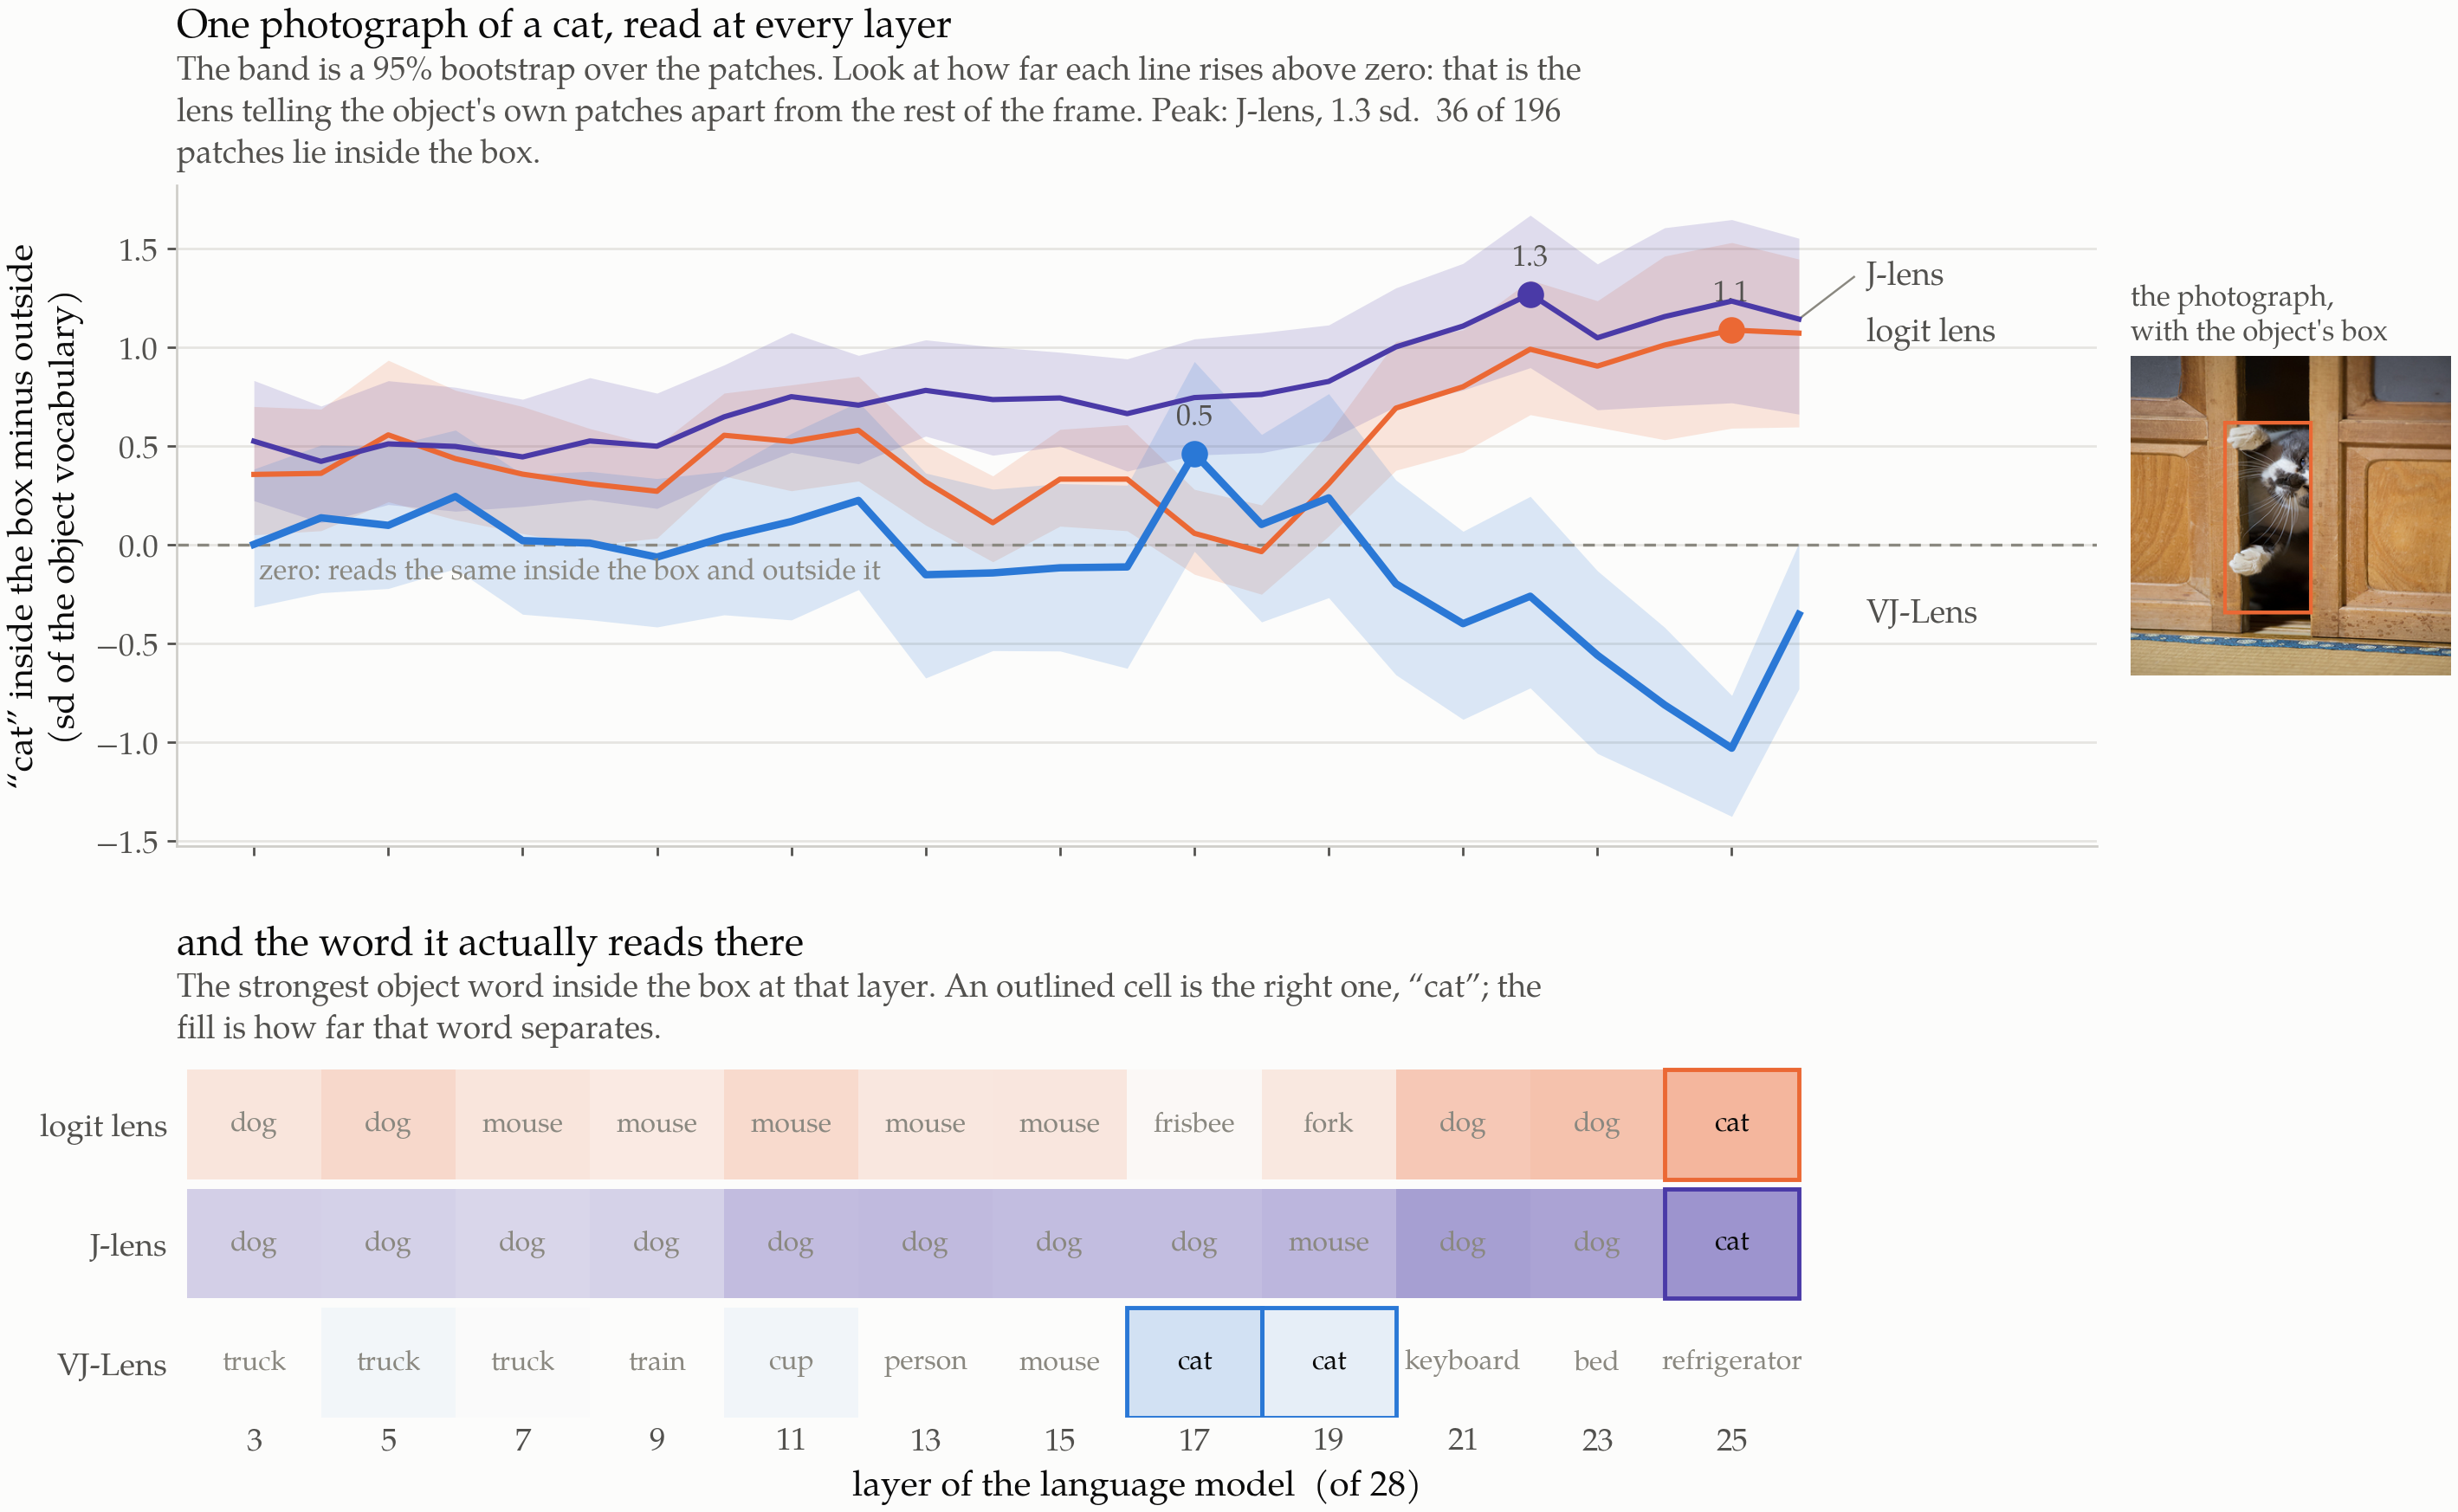 One photograph of a cat, read at every layer
The band is a 95% bootstrap over the patches. Look at how far each line rises above zero: that is the
lens telling the object's own patches apart from the rest of the frame. Peak: J-lens, 1.3 sd.  36 of 196
patches lie inside the box.
“cat” inside the box minus outside
(sd of the object vocabulary)
1.5
1.0
0.5
0.0
−0.5
−1.0
−1.5
1.3
1.1
0.5
zero: reads the same inside the box and outside it
J-lens
logit lens
VJ-Lens
the photograph,
with the object's box
and the word it actually reads there
The strongest object word inside the box at that layer. An outlined cell is the right one, “cat”; the
fill is how far that word separates.
logit lens dog dog mouse mouse mouse mouse mouse frisbee fork dog dog cat
J-lens dog dog dog dog dog dog dog dog mouse dog dog cat
VJ-Lens truck truck truck train cup person mouse cat cat keyboard bed refrigerator
3 5 7 9 11 13 15 17 19 21 23 25
layer of the language model  (of 28)